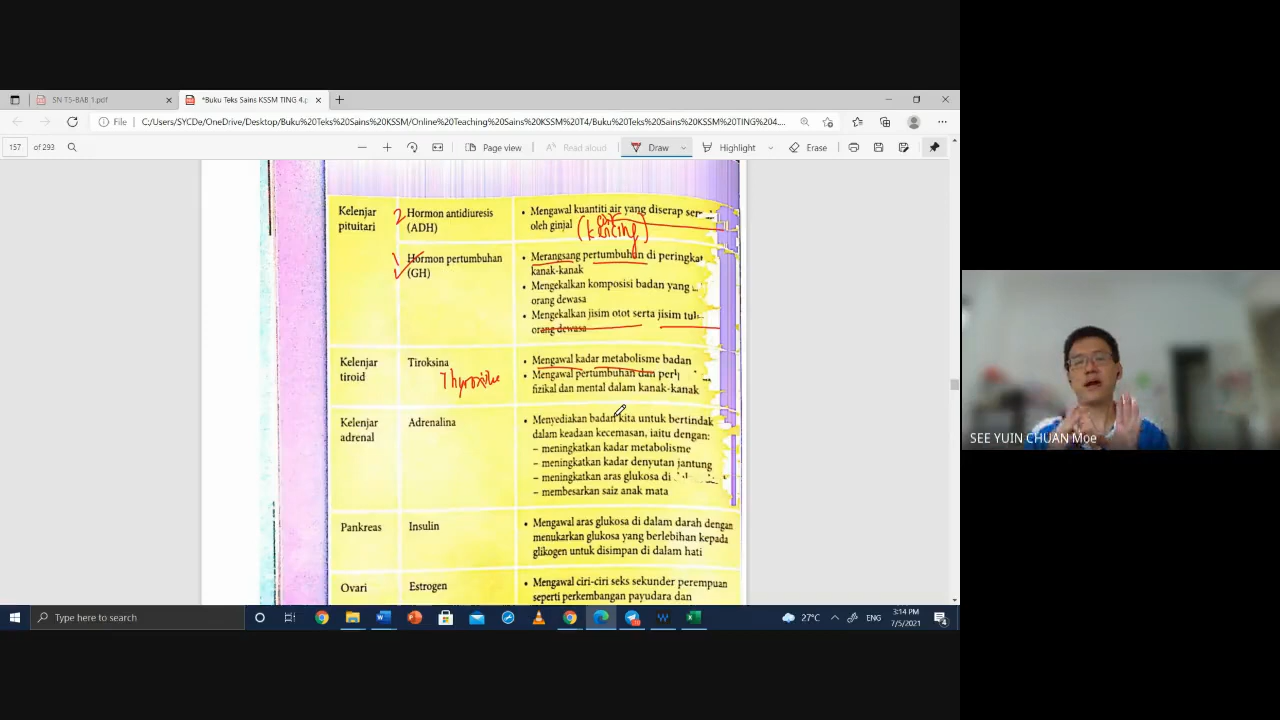 SN T5-BAB 1.pdf
*Buku Teks Sains KSSM TING 4.p
File
C:/Users/SYCDe/OneDrive/Desktop/Buku%20Teks%20Sains%20KSSM/Online%20Teaching%20Sains%20KSSM%20T4/Buku%20Teks%20Sains%20KSSM%20TING%204....
157 of 293
Page view
Read aloud
Draw
Highlight
Erase
Kelenjar
pituitari
2 Hormon antidiuresis
(ADH)
• Mengawal kuantiti air yang diserap
oleh ginjal (kencing)
1 Hormon pertumbuhan
(GH)
• Merangsang pertumbuhan di peringkat
kanak-kanak
• Mengekalkan komposisi badan yang
orang dewasa
• Mengekalkan jisim otot serta jisim
orang dewasa
Kelenjar
tiroid
Tiroksina
Thyroxine
• Mengawal kadar metabolisme badan
• Mengawal pertumbuhan dan
fizikal dan mental dalam kanak-kanak
Kelenjar
adrenal
Adrenalina
• Menyediakan badan kita untuk bertindak
dalam keadaan kecemasan, iaitu dengan:
– meningkatkan kadar metabolisme
– meningkatkan kadar denyutan jantung
– meningkatkan aras glukosa di
– membesarkan saiz anak mata
Pankreas
Insulin
• Mengawal aras glukosa di dalam darah dengan
menukarkan glukosa yang berlebihan kepada
glikogen untuk disimpan di dalam hati
Ovari
Estrogen
• Mengawal ciri-ciri seks sekunder perempuan
seperti perkembangan payudara dan
SEE YUIN CHUAN Moe
Type here to search
27°C
ENG
3:14 PM
7/5/2021
4